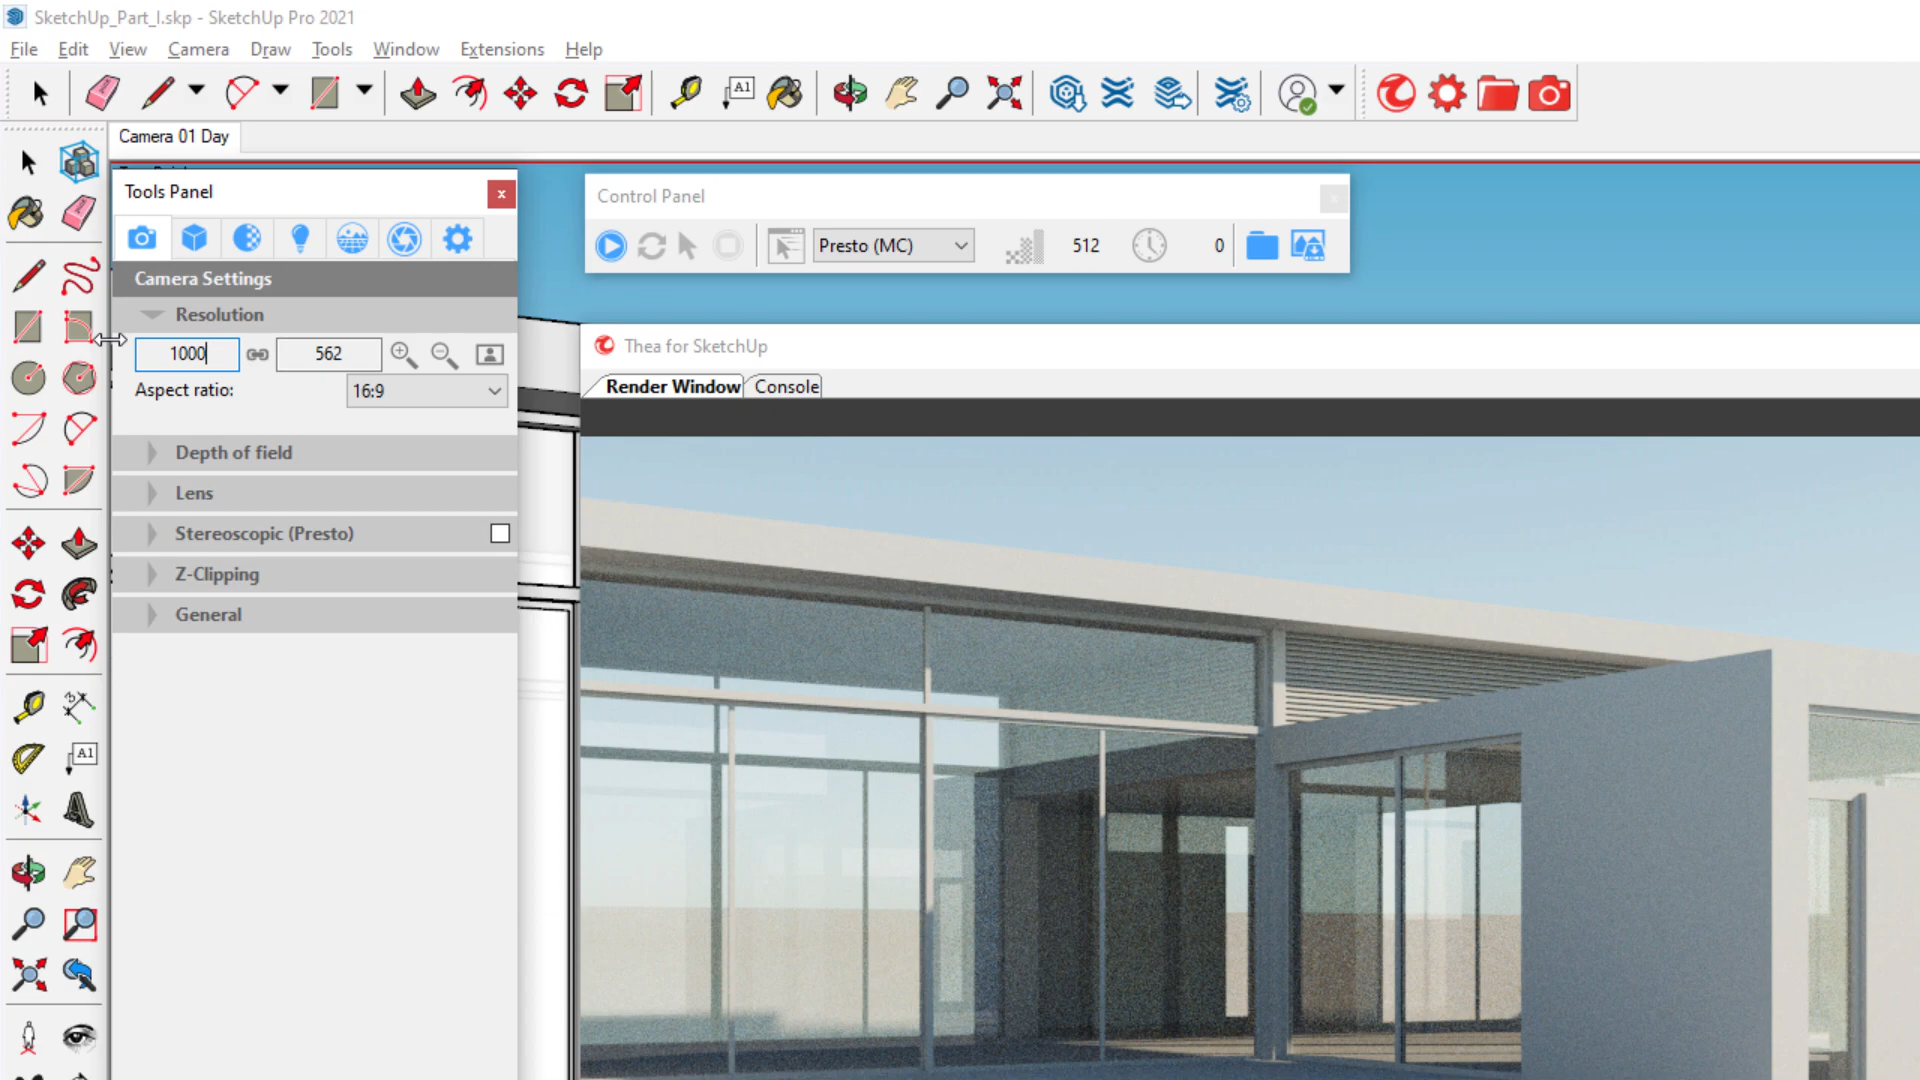 SketchUp_Part_I.skp - SketchUp Pro 2021
File Edit View Camera Draw Tools Window Extensions Help
A1
Camera 01 Day
Tools Panel
Control Panel
Presto (MC) 512 0
Camera Settings
Resolution
1000 562
Aspect ratio: 16:9
Thea for SketchUp
Render Window Console
Depth of field
Lens
Stereoscopic (Presto)
Z-Clipping
General
A1